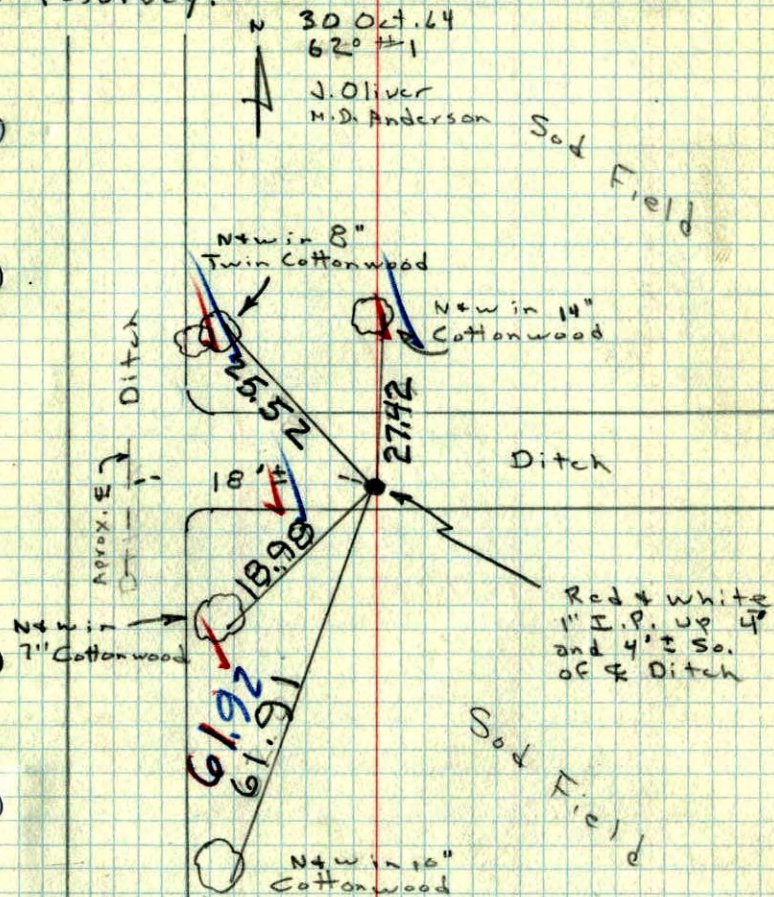 resurvey.
N
30 Oct. 64
62° #1
J. Oliver
M.D. Anderson
Sod
Field
N&W in 8"
Twin Cottonwood
N&W in 14"
Cottonwood
Ditch
25.52
27.42
Ditch
18'±
Aprox. ℄
18.98
N&W in
7" Cottonwood
Red & White
1" I.P. up 4'
and 4'± So.
of ℄ Ditch
61.92
61.91
Sod
Field
N&W in 10"
Cottonwood